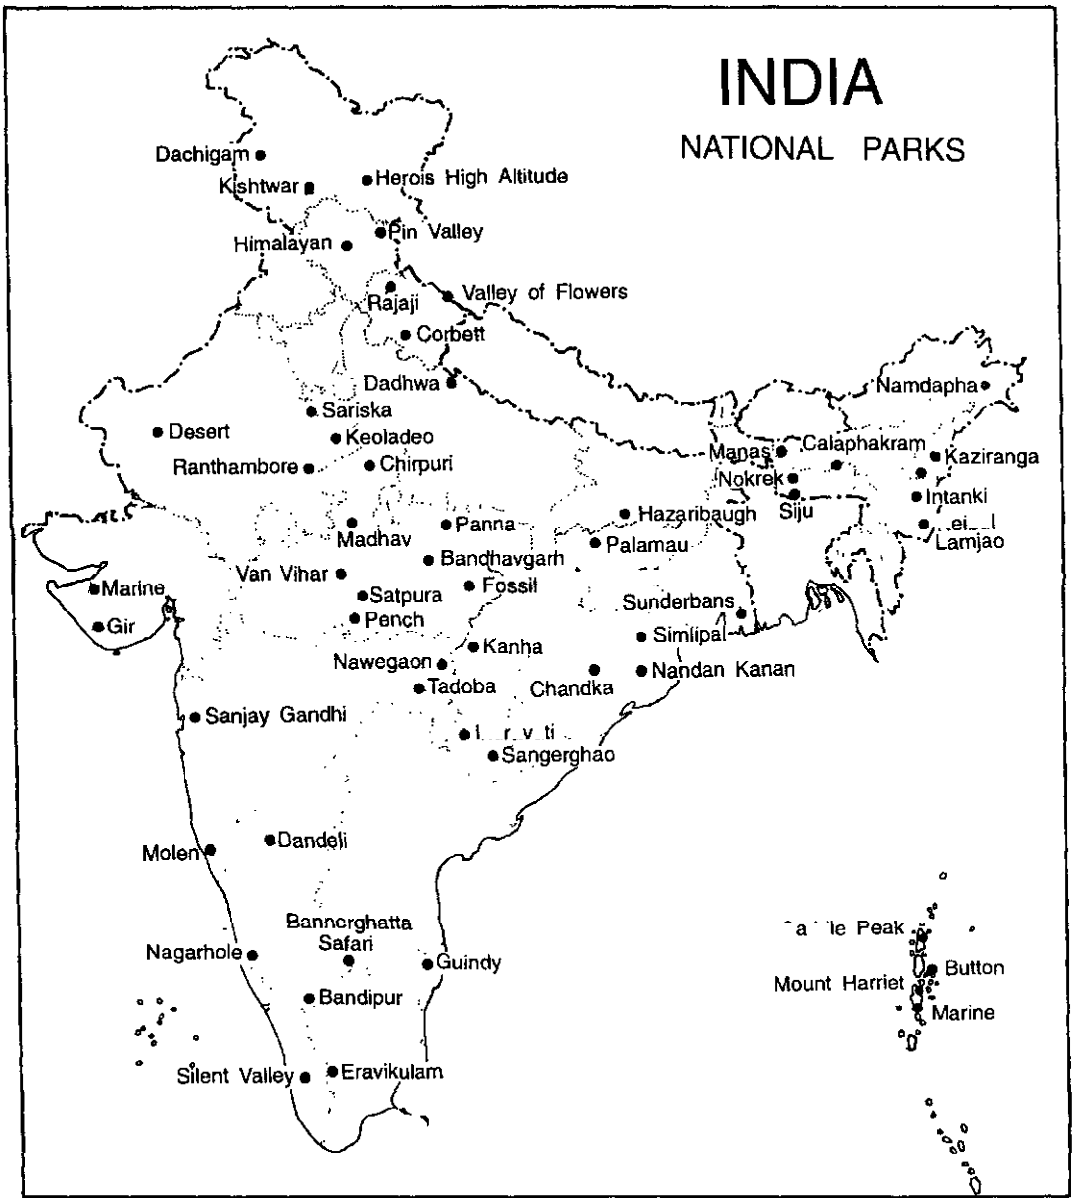 INDIA
NATIONAL PARKS
Dachigam
Kishtwar
Herois High Altitude
Himalayan
Pin Valley
Rajaji
Valley of Flowers
Corbett
Dadhwa
Namdapha
Sariska
Desert
Keoladeo
Ranthambore
Chirpuri
Manas
Calaphakram
Kaziranga
Nokrek
Siju
Intanki
Lamjao
Hazaribaugh
Palamau
Panna
Madhav
Bandhavgarh
Van Vihar
Fossil
Satpura
Pench
Marine
Gir
Sunderbans
Simlipal
Kanha
Nawegaon
Nandan Kanan
Chandka
Tadoba
Sanjay Gandhi
Sangerghao
Dandeli
Molen
Bannerghatta
Safari
Nagarhole
Guindy
Bandipur
Silent Valley
Eravikulam
Peak
Button
Mount Harriet
Marine